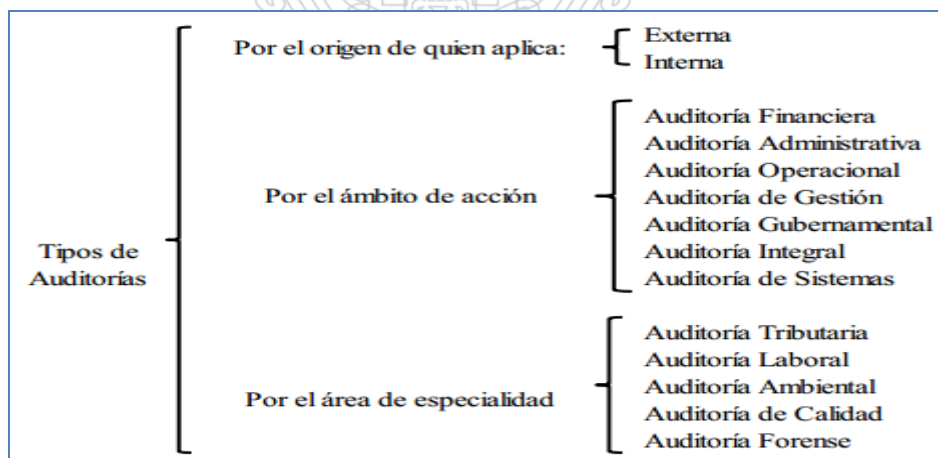 Tipos de
Auditorías
Por el origen de quien aplica:
Externa
Interna
Por el ámbito de acción
Auditoría Financiera
Auditoría Administrativa
Auditoría Operacional
Auditoría de Gestión
Auditoría Gubernamental
Auditoría Integral
Auditoría de Sistemas
Por el área de especialidad
Auditoría Tributaria
Auditoría Laboral
Auditoría Ambiental
Auditoría de Calidad
Auditoría Forense